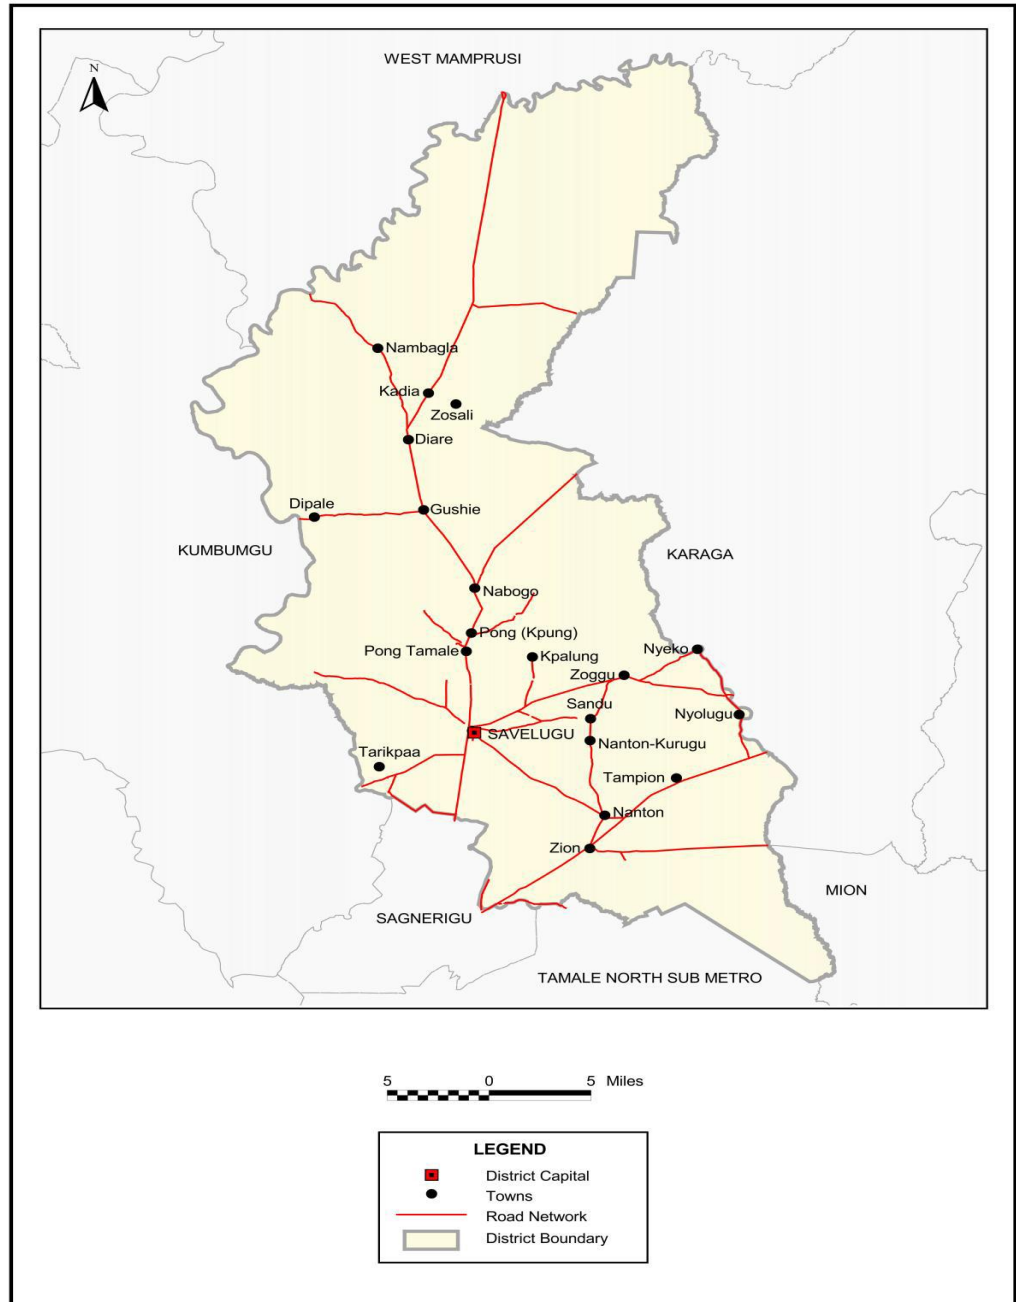 WEST MAMPRUSI
N
Nambagla
Kadia
Zosali
Diare
Dipale
Gushie
KUMBUMGU
KARAGA
Nabogo
Pong (Kpung)
Pong Tamale
Kpalung
Nyeko
Zoggu
Sandu
Nyolugu
SAVELUGU
Nanton-Kurugu
Tarikpaa
Tampion
Nanton
Zion
MION
SAGNERIGU
TAMALE NORTH SUB METRO
5 0 5 Miles
LEGEND
District Capital
Towns
Road Network
District Boundary